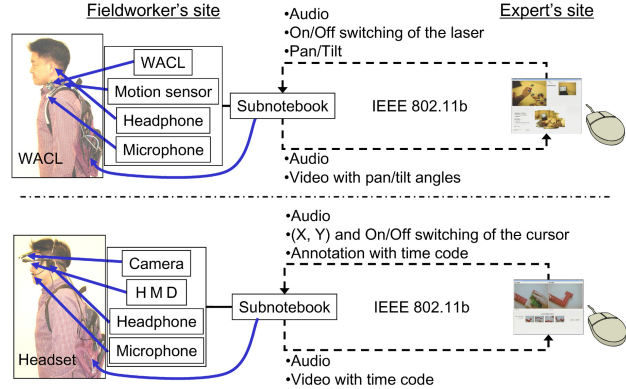 Fieldworker's site
Expert's site
•Audio
•On/Off switching of the laser
•Pan/Tilt
WACL
Motion sensor
Headphone
Microphone
WACL
Subnotebook
IEEE 802.11b
•Audio
•Video with pan/tilt angles
•Audio
•(X, Y) and On/Off switching of the cursor
•Annotation with time code
Camera
H M D
Headphone
Microphone
Headset
Subnotebook
IEEE 802.11b
•Audio
•Video with time code